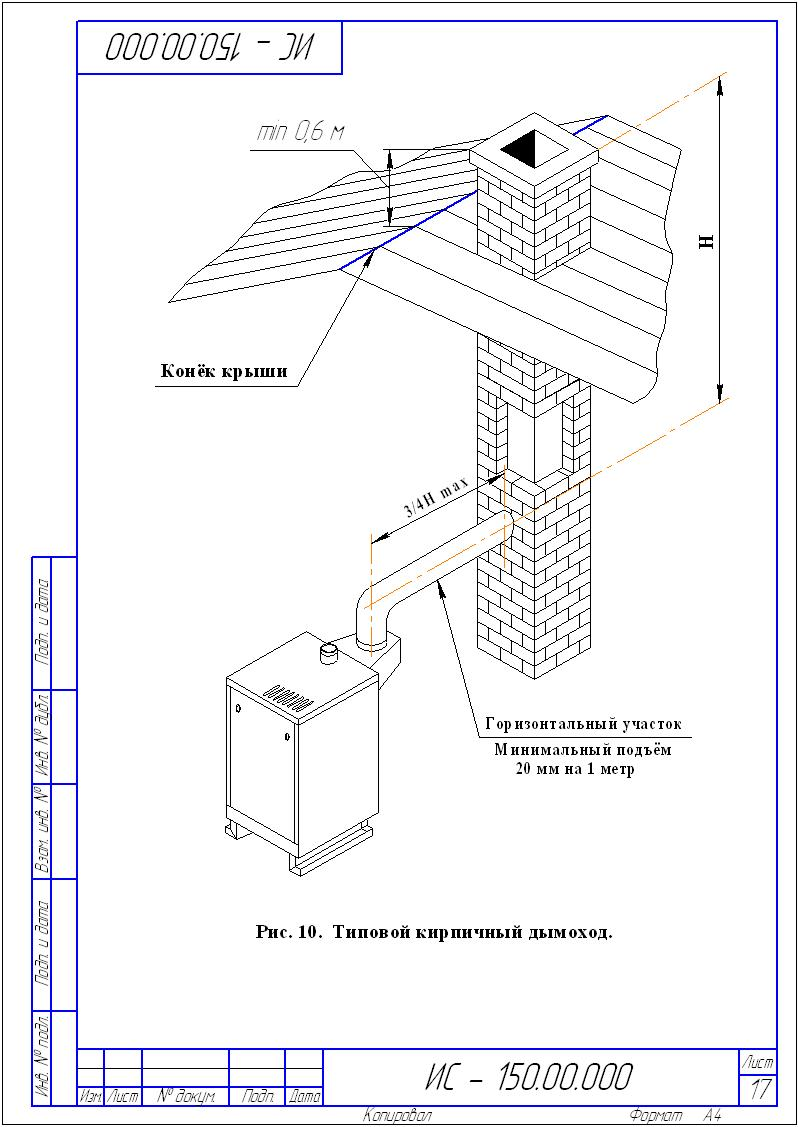 ИС - 150.00.000
min 0,6 м
Н
Конёк крыши
3/4Н max
Горизонтальный участок
Минимальный подъём
20 мм на 1 метр
Рис. 10. Типовой кирпичный дымоход.
Подп. и дата
Инв. № дубл.
Взам. инв. №
Подп. и дата
Инв. № подл.
Изм. Лист № докум. Подп. Дата
ИС - 150.00.000
Лист
17
Копировал
Формат А4